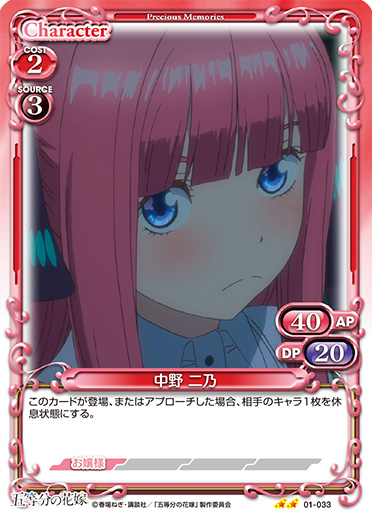 Precious Memories
Character
COST
2
SOURCE
3
40 AP
DP 20
中野 二乃
このカードが登場、またはアプローチした場合、相手のキャラ1枚を休
息状態にする。
お嬢様
五等分の花嫁
©春場ねぎ・講談社/「五等分の花嫁」製作委員会
01-033